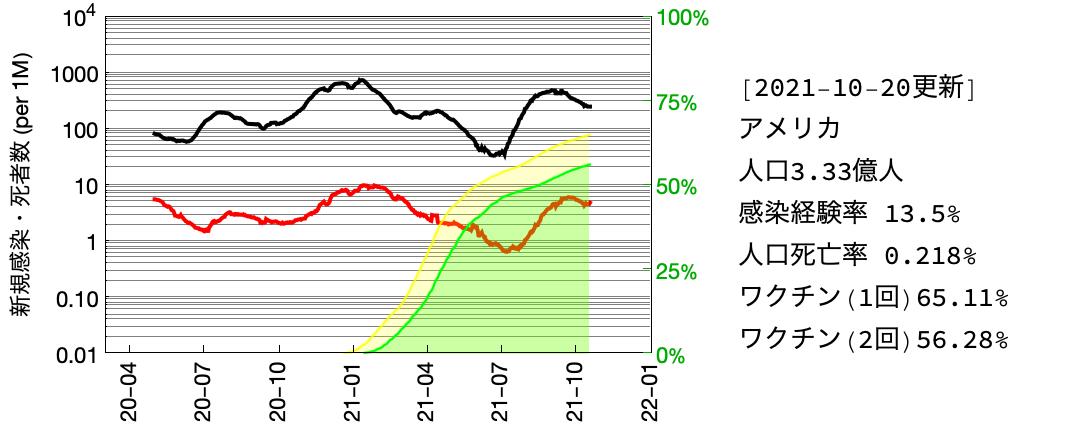 新規感染・死者数 (per 1M)
10^4
1000
100
10
1
0.10
0.01
100%
75%
50%
25%
0%
20-04
20-07
20-10
21-01
21-04
21-07
21-10
22-01
[2021-10-20更新]
アメリカ
人口3.33億人
感染経験率 13.5%
人口死亡率 0.218%
ワクチン(1回)65.11%
ワクチン(2回)56.28%